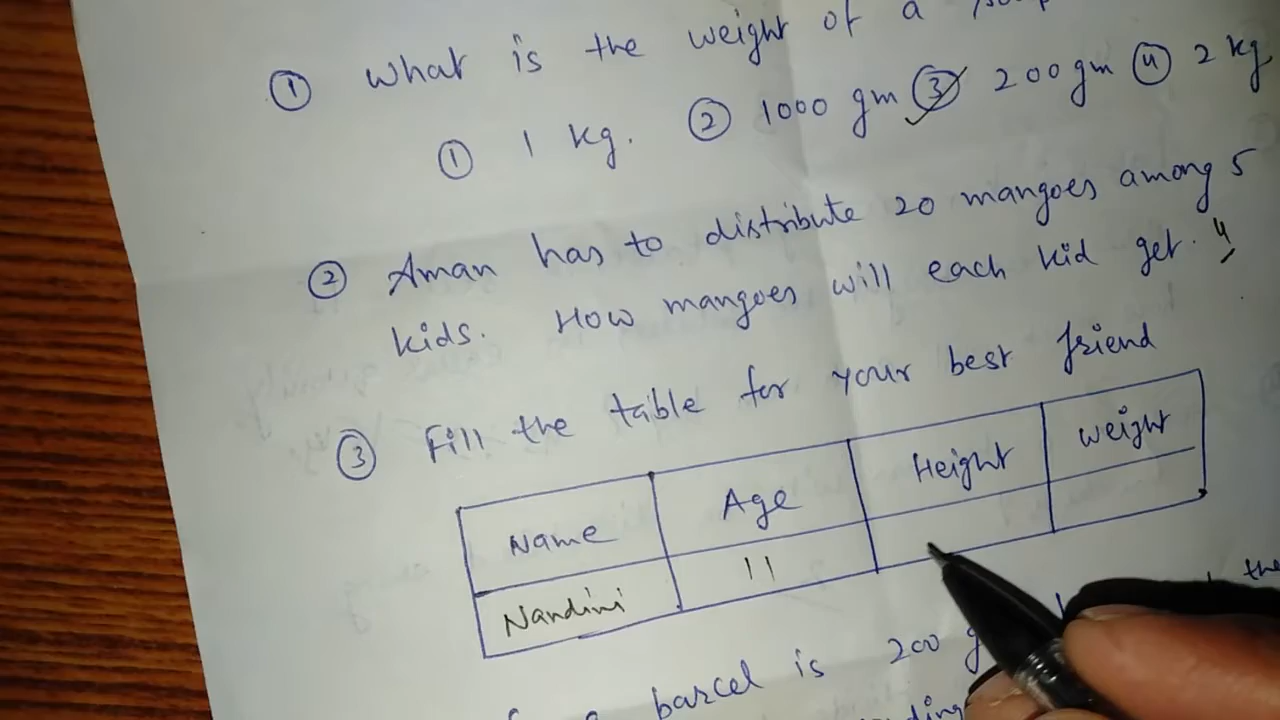 ① What is the weight of a
① 1 kg. ② 1000 gm ③ 200gm ④ 2 kg
② Aman has to distribute 20 mangoes among 5
kids. How mangoes will each kid get. 4
③ Fill the table for your best friend
Name Age Height Weight
Nandini 11
parcel is 200 g
the